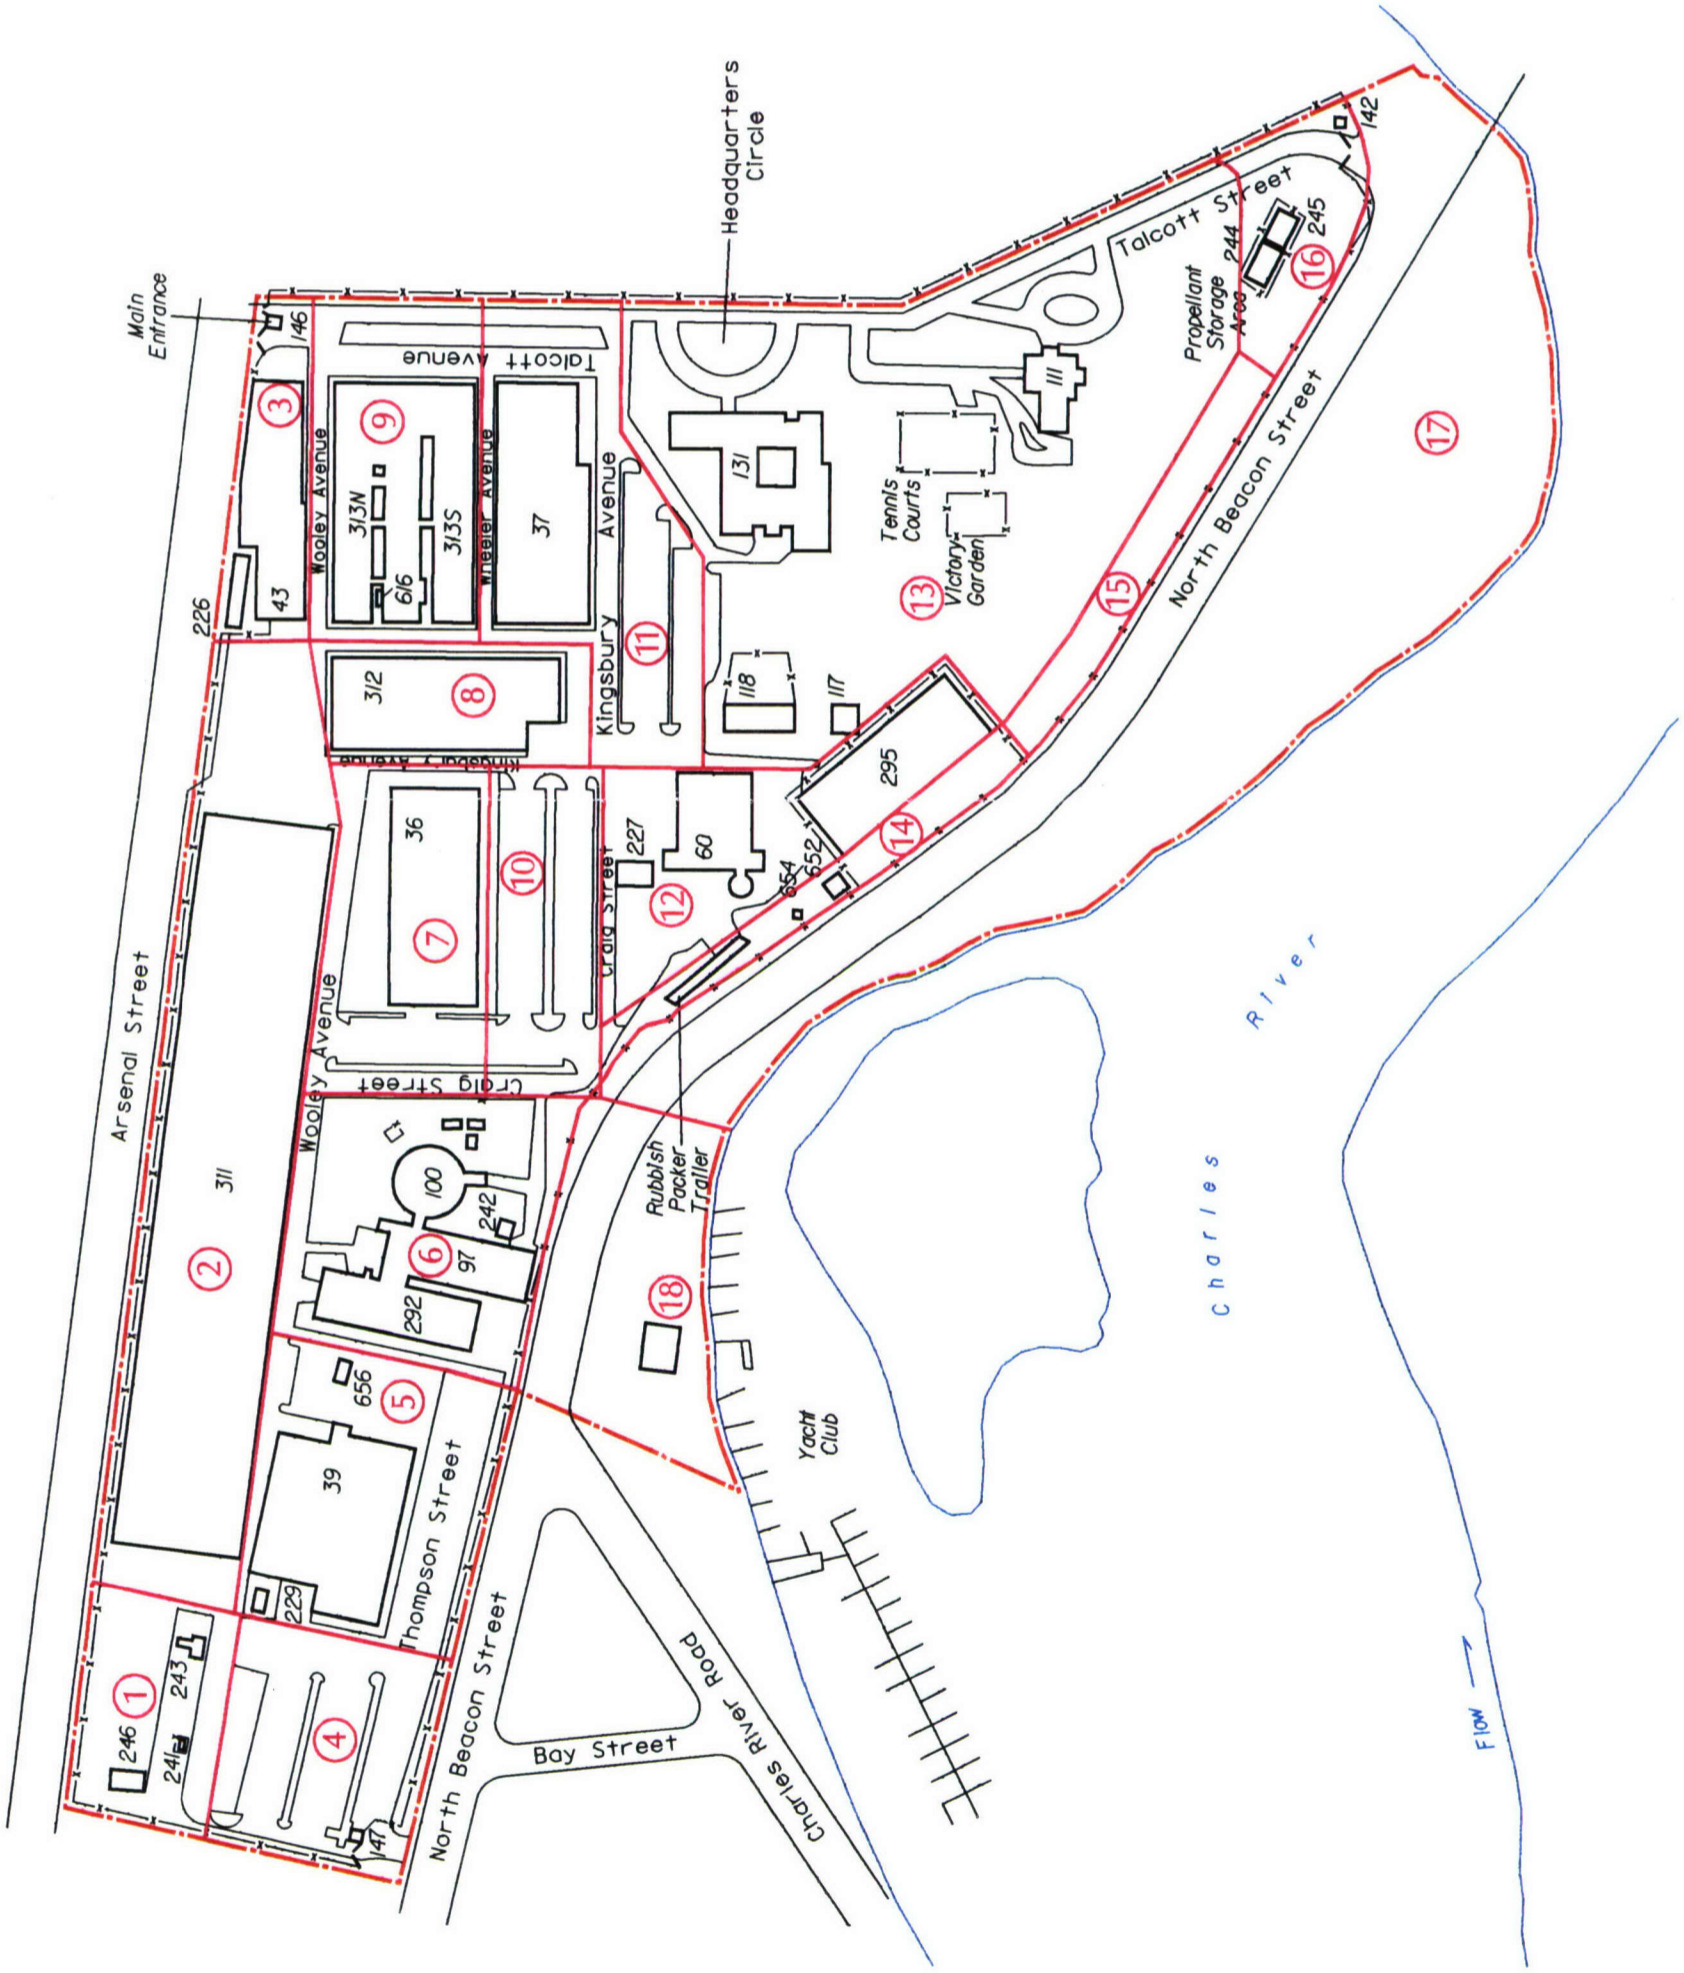 Main
Entrance
Headquarters
Circle
146
3
142
Talcott Street
Talcott Avenue
244
245
16
Propellant
Storage
Area
9
Wooley Avenue
313N
313S
616
Wheeler Avenue
37
Kingsbury Avenue
131
111
Tennis
Courts
Victory
Garden
13
17
North Beacon Street
15
226
43
11
312
8
118
117
295
14
36
7
10
Craig Street
227
60
12
654
652
Arsenal Street
Wooley Avenue
Craig Street
311
2
100
242
6
97
292
Rubbish
Packer
Trailer
18
Charles River
656
5
39
Thompson Street
229
Yacht
Club
North Beacon Street
1
243
246
241
4
147
Bay Street
Charles River Road
Flow